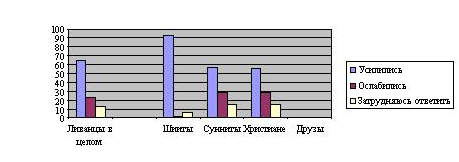 100
90
80
70
60
50
40
30
20
10
0
Ливанцы в
целом
Шииты
Сунниты
Христиане
Друзы
Усилились
Ослабились
Затрудняюсь ответить